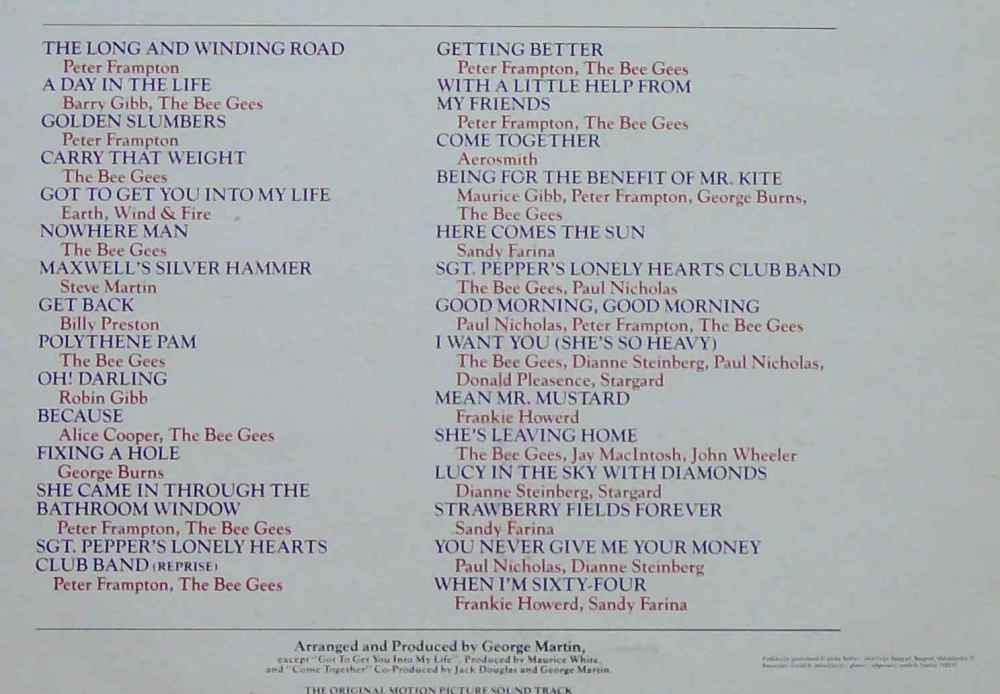 THE LONG AND WINDING ROAD
Peter Frampton
A DAY IN THE LIFE
Barry Gibb, The Bee Gees
GOLDEN SLUMBERS
Peter Frampton
CARRY THAT WEIGHT
The Bee Gees
GOT TO GET YOU INTO MY LIFE
Earth, Wind & Fire
NOWHERE MAN
The Bee Gees
MAXWELL'S SILVER HAMMER
Steve Martin
GET BACK
Billy Preston
POLYTHENE PAM
The Bee Gees
OH! DARLING
Robin Gibb
BECAUSE
Alice Cooper, The Bee Gees
FIXING A HOLE
George Burns
SHE CAME IN THROUGH THE
BATHROOM WINDOW
Peter Frampton, The Bee Gees
SGT. PEPPER'S LONELY HEARTS
CLUB BAND (REPRISE)
Peter Frampton, The Bee Gees
GETTING BETTER
Peter Frampton, The Bee Gees
WITH A LITTLE HELP FROM
MY FRIENDS
Peter Frampton, The Bee Gees
COME TOGETHER
Aerosmith
BEING FOR THE BENEFIT OF MR. KITE
Maurice Gibb, Peter Frampton, George Burns,
The Bee Gees
HERE COMES THE SUN
Sandy Farina
SGT. PEPPER'S LONELY HEARTS CLUB BAND
The Bee Gees, Paul Nicholas
GOOD MORNING, GOOD MORNING
Paul Nicholas, Peter Frampton, The Bee Gees
I WANT YOU (SHE'S SO HEAVY)
The Bee Gees, Dianne Steinberg, Paul Nicholas,
Donald Pleasence, Stargard
MEAN MR. MUSTARD
Frankie Howerd
SHE'S LEAVING HOME
The Bee Gees, Jay MacIntosh, John Wheeler
LUCY IN THE SKY WITH DIAMONDS
Dianne Steinberg, Stargard
STRAWBERRY FIELDS FOREVER
Sandy Farina
YOU NEVER GIVE ME YOUR MONEY
Paul Nicholas, Dianne Steinberg
WHEN I'M SIXTY-FOUR
Frankie Howerd, Sandy Farina
Arranged and Produced by George Martin,
except "Got To Get You Into My Life", Produced by Maurice White,
and "Come Together" Co-Produced by Jack Douglas and George Martin.
THE ORIGINAL MOTION PICTURE SOUND TRACK